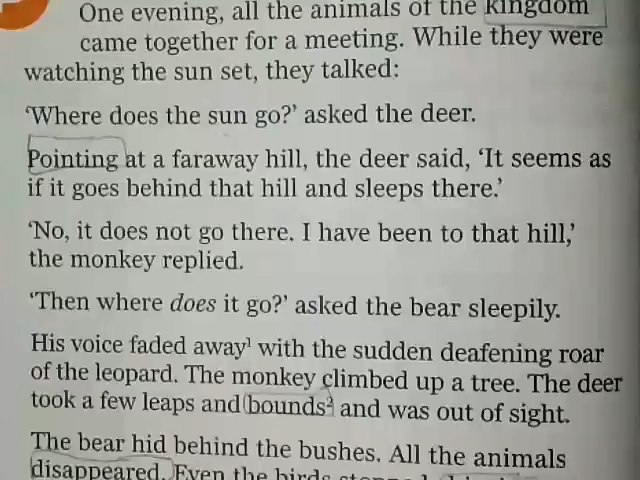 One evening, all the animals of the kingdom
came together for a meeting. While they were
watching the sun set, they talked:
‘Where does the sun go?’ asked the deer.
Pointing at a faraway hill, the deer said, ‘It seems as
if it goes behind that hill and sleeps there.’
‘No, it does not go there. I have been to that hill,’
the monkey replied.
‘Then where does it go?’ asked the bear sleepily.
His voice faded away¹ with the sudden deafening roar
of the leopard. The monkey climbed up a tree. The deer
took a few leaps and bounds² and was out of sight.
The bear hid behind the bushes. All the animals
disappeared. Even the birds